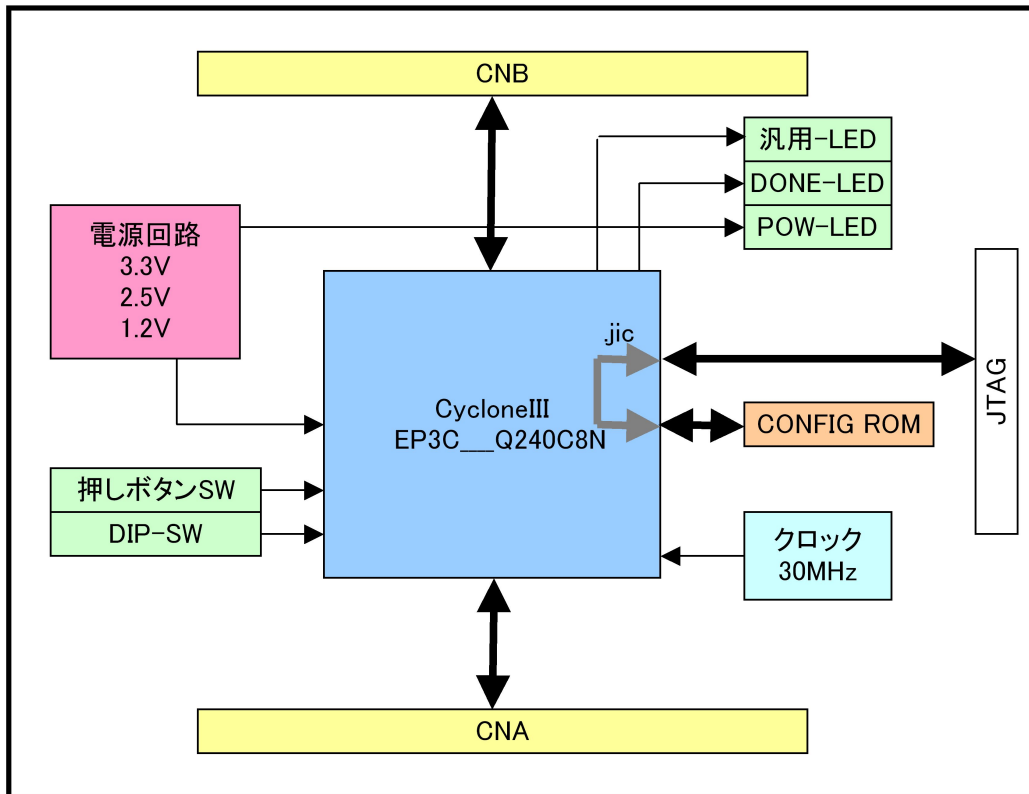 CNB
汎用-LED
DONE-LED
POW-LED
電源回路
3.3V
2.5V
1.2V
.jic
JTAG
CycloneIII
EP3C____Q240C8N
CONFIG ROM
押しボタンSW
DIP-SW
クロック
30MHz
CNA